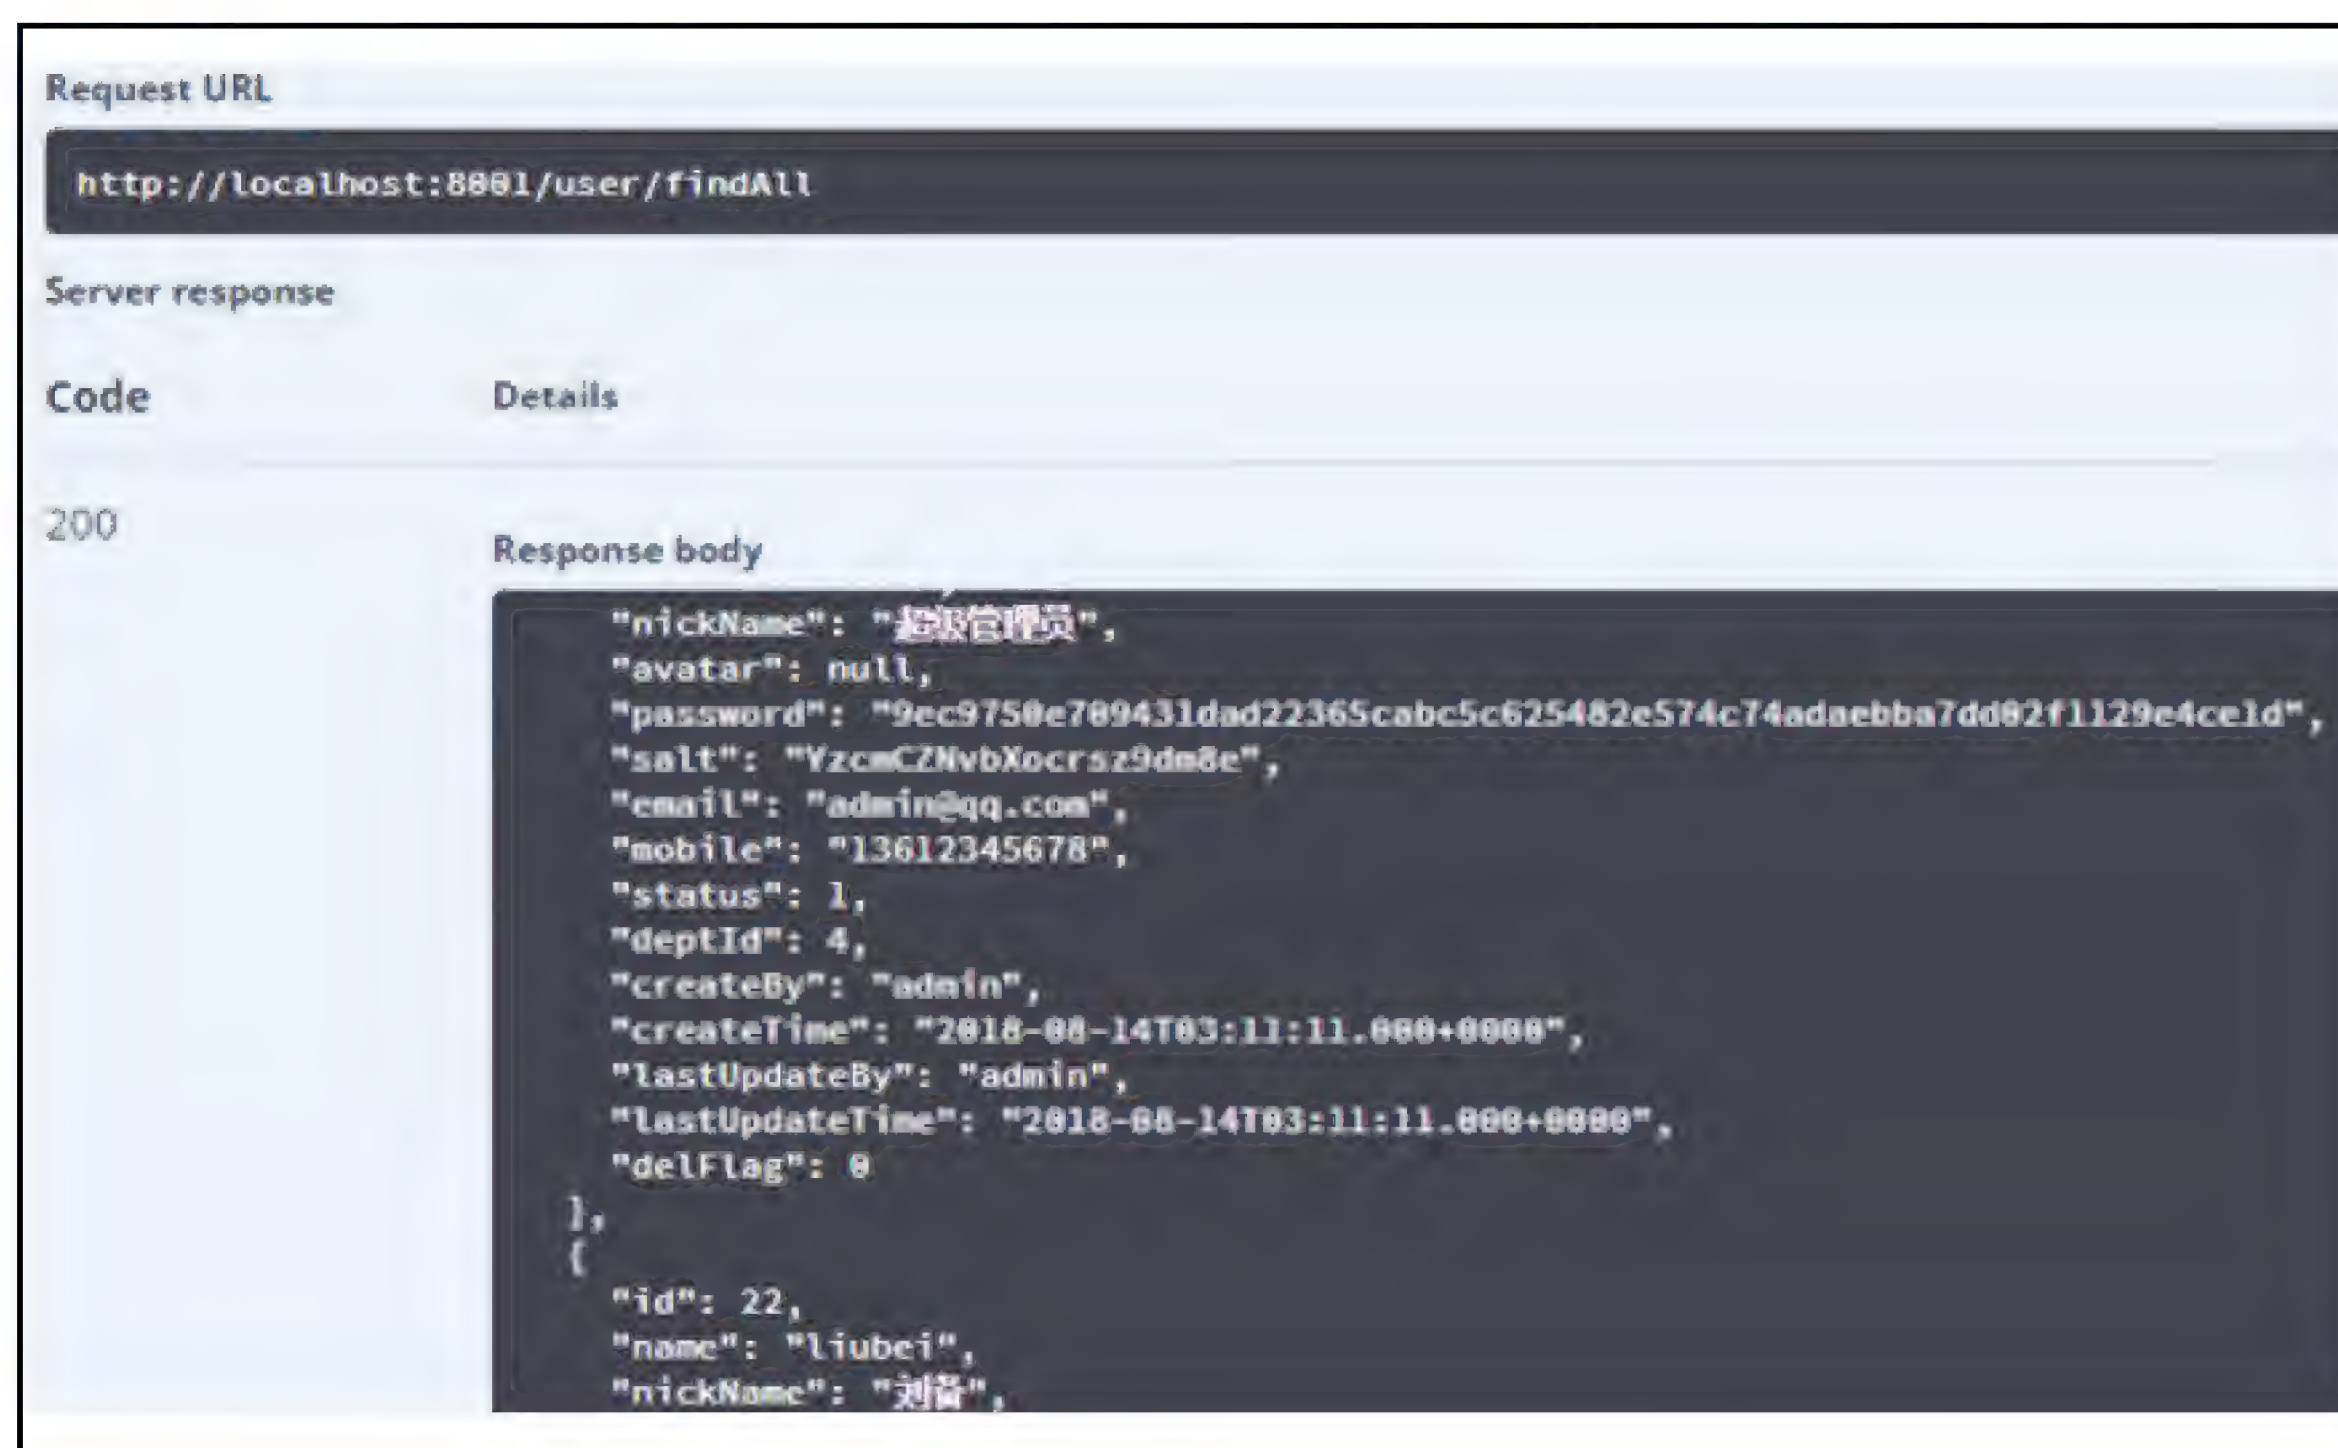 Request URL
http://localhost:8001/user/findAll
Server response
Code Details
200
Response body
"nickName": "超级管理员",
"avatar": null,
"password": "9ec9750e709431dad22365cabc5c625482e574c74adaebba7dd02f1129e4ce1d",
"salt": "YzcmCZNvbXocrsz9dm8e",
"email": "admin@qq.com",
"mobile": "13612345678",
"status": 1,
"deptId": 4,
"createBy": "admin",
"createTime": "2018-08-14T03:11:11.000+0000",
"lastUpdateBy": "admin",
"lastUpdateTime": "2018-08-14T03:11:11.000+0000",
"delFlag": 0
},
{
"id": 22,
"name": "liubei",
"nickName": "刘备",